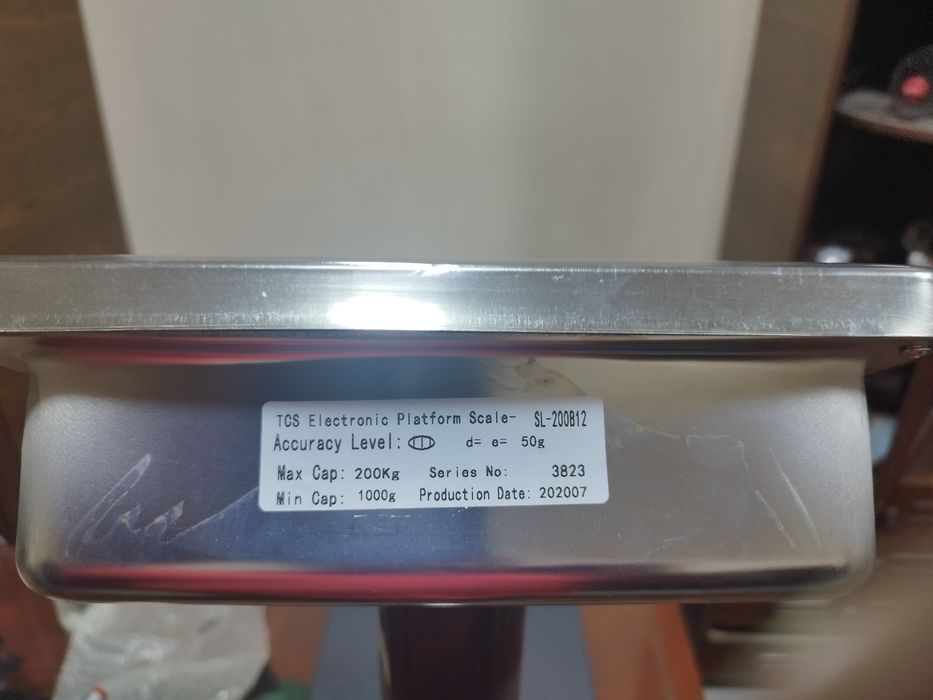 TCS Electronic Platform Scale- SL-200B12
Accuracy Level: III d= e= 50g
Max Cap: 200Kg Series No: 3823
Min Cap: 1000g Production Date: 202007